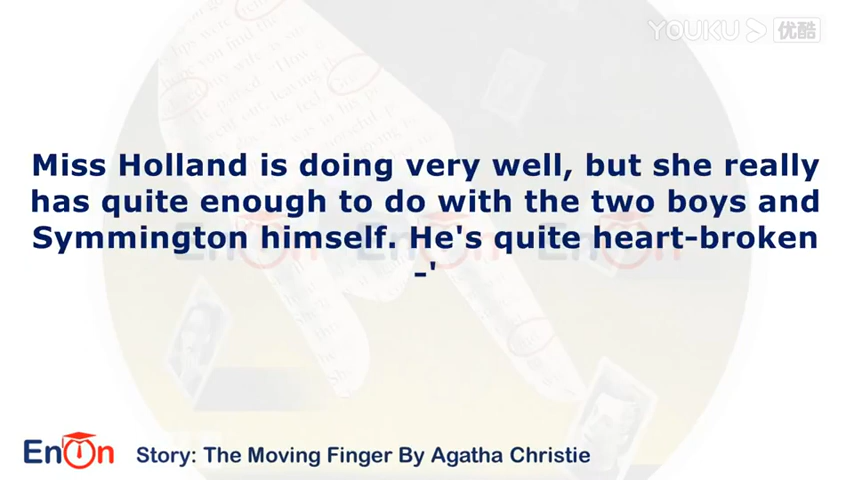 YOUKU 优酷
Miss Holland is doing very well, but she really
has quite enough to do with the two boys and
Symmington himself. He's quite heart-broken
-'
EnOn
Story: The Moving Finger By Agatha Christie